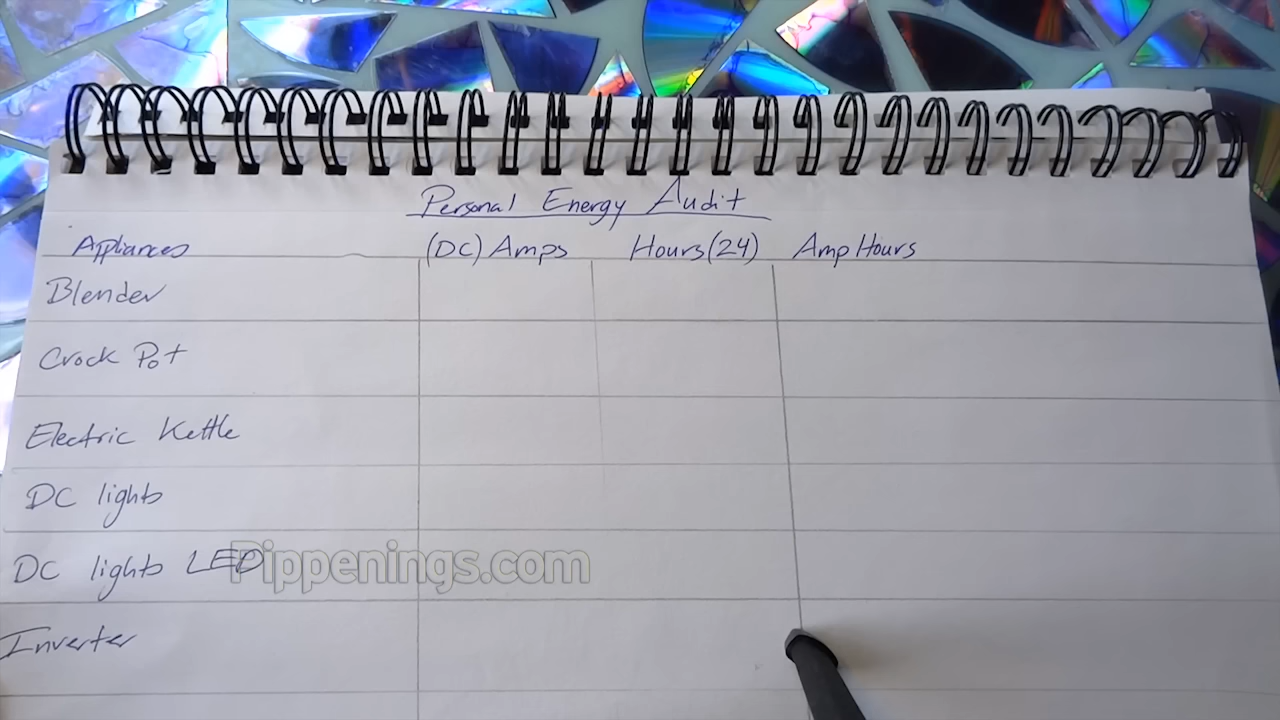 Personal Energy Audit
Appliances (DC) Amps Hours (24) Amp Hours
Blender
Crock Pot
Electric Kettle
DC lights
DC lights LED
Pippenings.com
Inverter